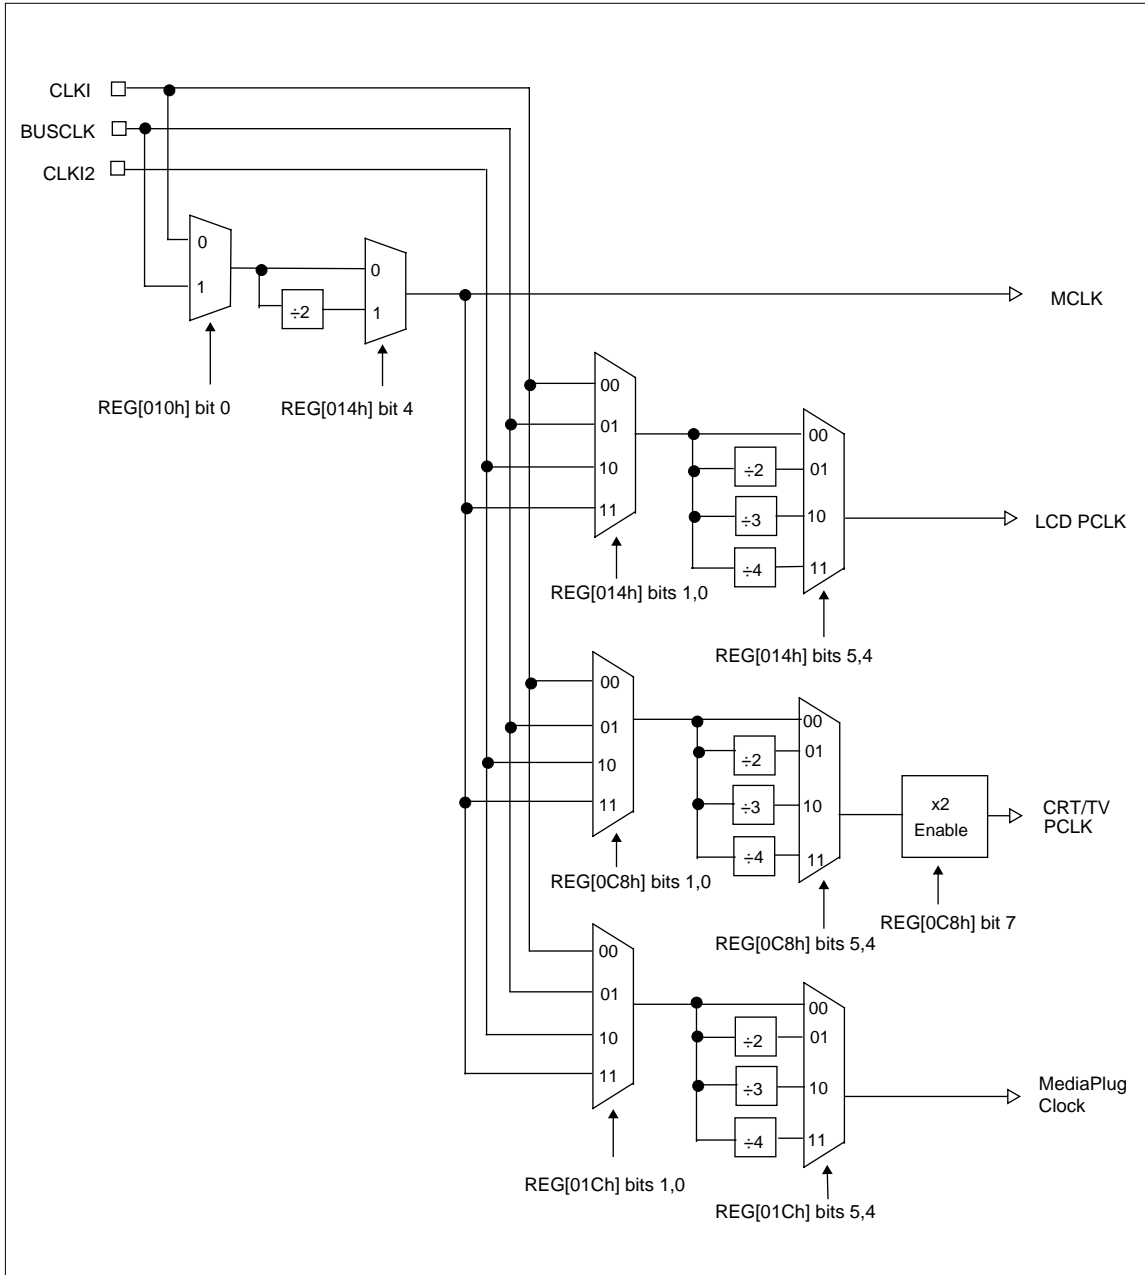 CLKI
BUSCLK
CLKI2
0
1
÷2
0
1
REG[010h] bit 0
REG[014h] bit 4
MCLK
00
01
10
11
REG[014h] bits 1,0
÷2
÷3
÷4
00
01
10
11
REG[014h] bits 5,4
LCD PCLK
00
01
10
11
REG[0C8h] bits 1,0
÷2
÷3
÷4
00
01
10
11
REG[0C8h] bits 5,4
x2
Enable
REG[0C8h] bit 7
CRT/TV
PCLK
00
01
10
11
REG[01Ch] bits 1,0
÷2
÷3
÷4
00
01
10
11
REG[01Ch] bits 5,4
MediaPlug
Clock